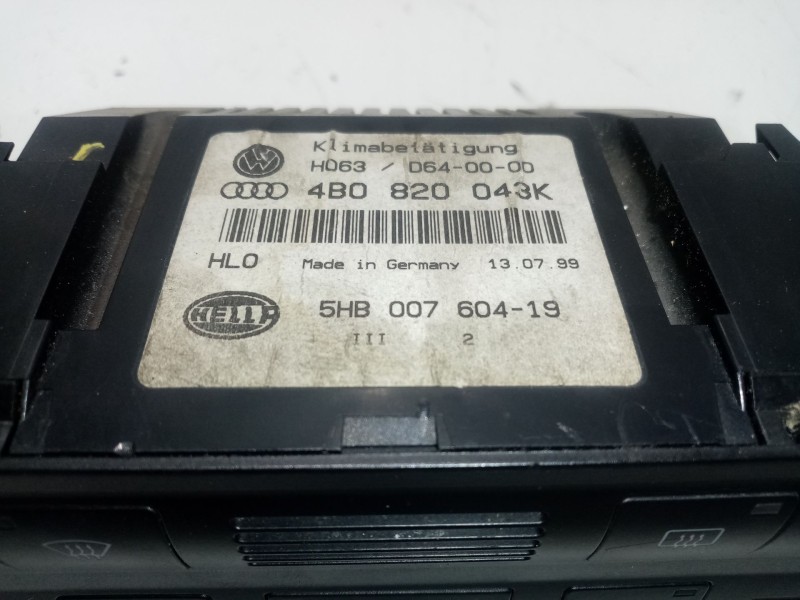 Klimabetätigung
H063 / D64-00-00
4B0 820 043K
HLO Made in Germany 13.07.99
HELLA
5HB 007 604-19
III 2